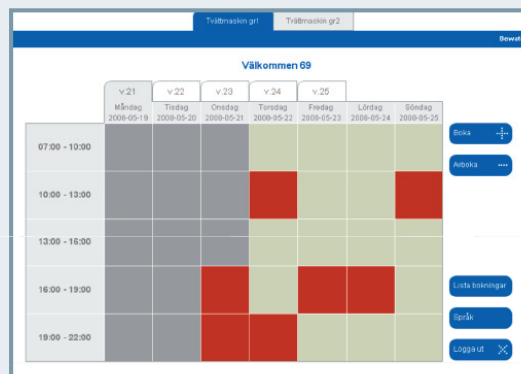 Tvättmaskin gr1 Tvättmaskin gr2
Välkommen 69
v.21 v.22 v.23 v.24 v.25
Måndag Tisdag Onsdag Torsdag Fredag Lördag Söndag
2008-05-19 2008-05-20 2008-05-21 2008-05-22 2008-05-23 2008-05-24 2008-05-25
07:00 - 10:00
Boka
Avboka
10:00 - 13:00
13:00 - 16:00
16:00 - 19:00
Lista bokningar
Språk
19:00 - 22:00
Logga ut